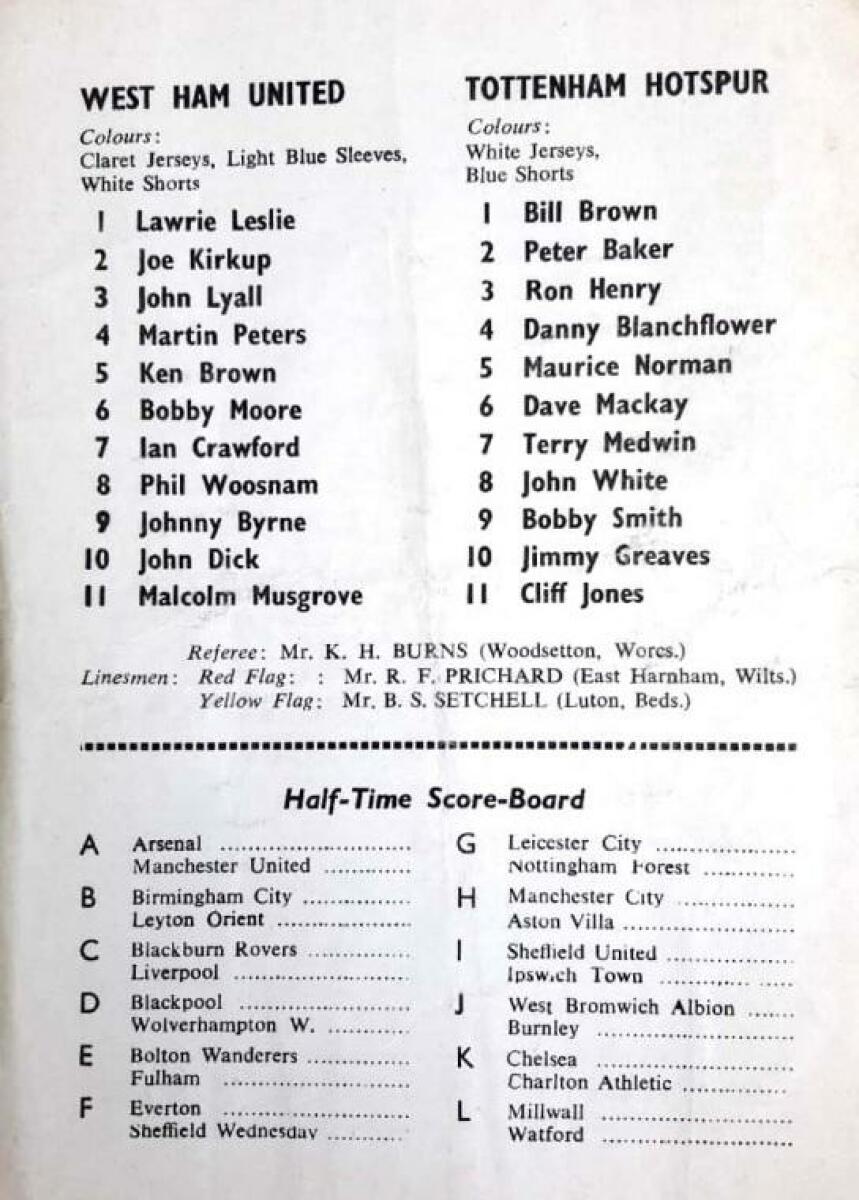 WEST HAM UNITED
Colours:
Claret Jerseys, Light Blue Sleeves,
White Shorts
1 Lawrie Leslie
2 Joe Kirkup
3 John Lyall
4 Martin Peters
5 Ken Brown
6 Bobby Moore
7 Ian Crawford
8 Phil Woosnam
9 Johnny Byrne
10 John Dick
11 Malcolm Musgrove
TOTTENHAM HOTSPUR
Colours:
White Jerseys,
Blue Shorts
1 Bill Brown
2 Peter Baker
3 Ron Henry
4 Danny Blanchflower
5 Maurice Norman
6 Dave Mackay
7 Terry Medwin
8 John White
9 Bobby Smith
10 Jimmy Greaves
11 Cliff Jones
Referee: Mr. K. H. BURNS (Woodsetton, Worcs.)
Linesmen: Red Flag: : Mr. R. F. PRICHARD (East Harnham, Wilts.)
Yellow Flag: Mr. B. S. SETCHELL (Luton, Beds.)
Half-Time Score-Board
A Arsenal ..............................
Manchester United ..............
B Birmingham City .................
Leyton Orient .....................
C Blackburn Rovers ................
Liverpool ............................
D Blackpool ...........................
Wolverhampton W. .............
E Bolton Wanderers ................
Fulham ..............................
F Everton ..............................
Sheffield Wednesday ............
G Leicester City ......................
Nottingham Forest ..............
H Manchester City ..................
Aston Villa ...........................
I Sheffield United ....................
Ipswich Town .....................
J West Bromwich Albion .......
Burnley ...............................
K Chelsea ...............................
Charlton Athletic ................
L Millwall ..............................
Watford ..............................